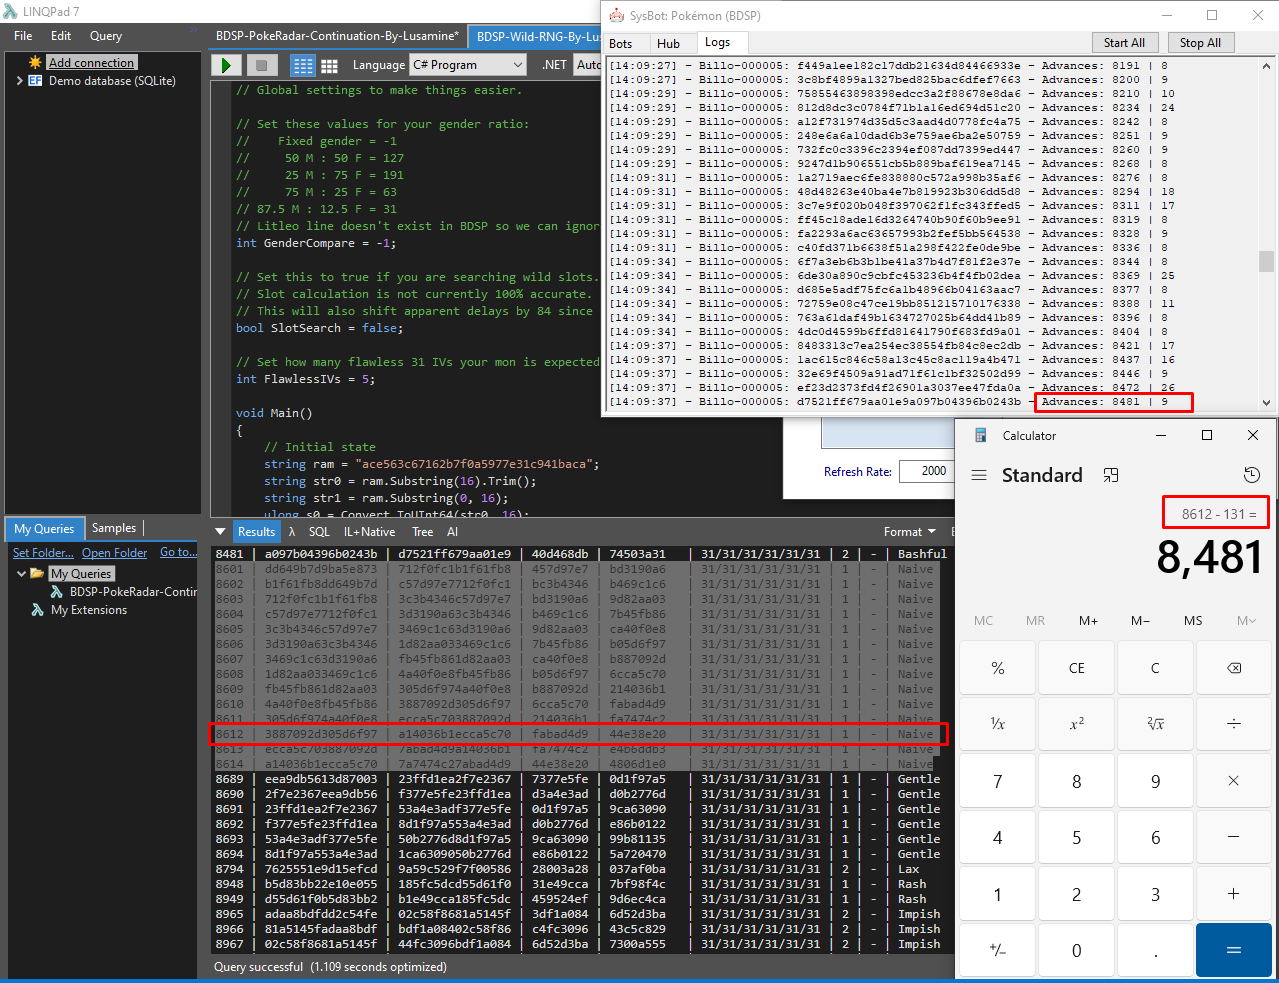 LINQPad 7
File Edit Query
Add connection
Demo database (SQLite)
BDSP-PokeRadar-Continuation-By-Lusamine* BDSP-Wild-RNG-By-Lu
Language C# Program .NET Auto
// Global settings to make things easier.
// Set these values for your gender ratio:
// Fixed gender = -1
// 50 M : 50 F = 127
// 25 M : 75 F = 191
// 75 M : 25 F = 63
// 87.5 M : 12.5 F = 31
// Litleo line doesn't exist in BDSP so we can ignor
int GenderCompare = -1;
// Set this to true if you are searching wild slots.
// Slot calculation is not currently 100% accurate.
// This will also shift apparent delays by 84 since
bool SlotSearch = false;
// Set how many flawless 31 IVs your mon is expected
int FlawlessIVs = 5;
void Main()
{
// Initial state
string ram = "ace563c67162b7f0a5977e31c941baca";
string str0 = ram.Substring(16).Trim();
string str1 = ram.Substring(0, 16);
ulong s0 = Convert.ToUInt64(str0, 16);
SysBot: Pokémon (BDSP)
Bots Hub Logs
Start All Stop All
[14:09:27] - Billo-000005: f449a1ee182c17ddb21634d84466933e - Advances: 8191 | 8
[14:09:27] - Billo-000005: 3c8bf4899a1327bed825bac6dfef7663 - Advances: 8200 | 9
[14:09:29] - Billo-000005: 75855463898398edcc3a2f88678e8da6 - Advances: 8210 | 10
[14:09:29] - Billo-000005: 812d8dc3c0784f71b1a16ed694d51c20 - Advances: 8234 | 24
[14:09:29] - Billo-000005: a12f731974d35d5c3aad4d0778fc4a75 - Advances: 8242 | 8
[14:09:29] - Billo-000005: 248e6a6a10dad6b3e759ae6ba2e50759 - Advances: 8251 | 9
[14:09:29] - Billo-000005: 732fc0c3396c2394ef087dd7399ed447 - Advances: 8260 | 9
[14:09:29] - Billo-000005: 9247d1b906551cb5b889baf619ea7145 - Advances: 8268 | 8
[14:09:31] - Billo-000005: 1a2719aec6fe838880c572a998b35af6 - Advances: 8276 | 8
[14:09:31] - Billo-000005: 48d48263e40ba4e7b819923b306dd5d8 - Advances: 8294 | 18
[14:09:31] - Billo-000005: 3c7e9f020b048f397062f1fc343ffed5 - Advances: 8311 | 17
[14:09:31] - Billo-000005: ff45c18ade16d3264740b90f60b9ee91 - Advances: 8319 | 8
[14:09:31] - Billo-000005: fa2293a6ac63657993b2fef5bb564538 - Advances: 8328 | 9
[14:09:31] - Billo-000005: c40fd371b6638f51a298f422fe0de9be - Advances: 8336 | 8
[14:09:34] - Billo-000005: 6f7a3eb6b3b1be41a37b4d7f81f2e37e - Advances: 8344 | 8
[14:09:34] - Billo-000005: 6de30a890c9cbfc453236b4f4fb02dea - Advances: 8369 | 25
[14:09:34] - Billo-000005: d685e5adf75fc6a1b48966b04163aac7 - Advances: 8377 | 8
[14:09:34] - Billo-000005: 72759e08c47ce19bb851215710176338 - Advances: 8388 | 11
[14:09:34] - Billo-000005: 763a61daf49b1634727025b64dd41b89 - Advances: 8396 | 8
[14:09:34] - Billo-000005: 4dc0d4599b6ffd81641790f683fd9a01 - Advances: 8404 | 8
[14:09:37] - Billo-000005: 8483313c7ea254ec38554fb84c8ec2db - Advances: 8421 | 17
[14:09:37] - Billo-000005: 1ac615c846c58a13c45c8ac119a4b471 - Advances: 8437 | 16
[14:09:37] - Billo-000005: 32e69f4509a91ad71f61c1bf32502d99 - Advances: 8446 | 9
[14:09:37] - Billo-000005: ef23d2373fd4f26901a3037ee47fda0a - Advances: 8472 | 26
[14:09:37] - Billo-000005: d7521ff679aa01e9a097b04396b0243b - Advances: 8481 | 9
Refresh Rate: 2000
Calculator
Standard
8612 - 131 =
8,481
MC MR M+ M− MS M
% CE C
¹/x x² ²√x ÷
7 8 9 ×
4 5 6 −
1 2 3 +
+/− 0 . =
My Queries Samples
Set Folder... Open Folder Go to...
My Queries
BDSP-PokeRadar-Contin
My Extensions
Results λ SQL IL+Native Tree AI Format
8481 | a097b04396b0243b | d7521ff679aa01e9 | 40d468db | 74503a31 | 31/31/31/31/31/31 | 2 | - | Bashful
8601 | dd649b7d9ba5e873 | 712f0fc1b1f61fb8 | 457d97e7 | bd3190a6 | 31/31/31/31/31/31 | 1 | - | Naive
8602 | b1f61fb8dd649b7d | c57d97e7712f0fc1 | bc3b4346 | b469c1c6 | 31/31/31/31/31/31 | 1 | - | Naive
8603 | 712f0fc1b1f61fb8 | 3c3b4346c57d97e7 | bd3190a6 | 9d82aa03 | 31/31/31/31/31/31 | 1 | - | Naive
8604 | c57d97e7712f0fc1 | 3d3190a63c3b4346 | b469c1c6 | 7b45fb86 | 31/31/31/31/31/31 | 1 | - | Naive
8605 | 3c3b4346c57d97e7 | 3469c1c63d3190a6 | 9d82aa03 | ca40f0e8 | 31/31/31/31/31/31 | 1 | - | Naive
8606 | 3d3190a63c3b4346 | 1d82aa033469c1c6 | 7b45fb86 | b05d6f97 | 31/31/31/31/31/31 | 1 | - | Naive
8607 | 3469c1c63d3190a6 | fb45fb861d82aa03 | ca40f0e8 | b887092d | 31/31/31/31/31/31 | 1 | - | Naive
8608 | 1d82aa033469c1c6 | 4a40f0e8fb45fb86 | b05d6f97 | 6cca5c70 | 31/31/31/31/31/31 | 1 | - | Naive
8609 | fb45fb861d82aa03 | 305d6f974a40f0e8 | b887092d | 214036b1 | 31/31/31/31/31/31 | 1 | - | Naive
8610 | 4a40f0e8fb45fb86 | 3887092d305d6f97 | 6cca5c70 | fabad4d9 | 31/31/31/31/31/31 | 1 | - | Naive
8611 | 305d6f974a40f0e8 | ecca5c703887092d | 214036b1 | fa7474c2 | 31/31/31/31/31/31 | 1 | - | Naive
8612 | 3887092d305d6f97 | a14036b1ecca5c70 | fabad4d9 | 44e38e20 | 31/31/31/31/31/31 | 1 | - | Naive
8613 | ecca5c703887092d | 7abad4d9a14036b1 | fa7474c2 | e4b6ddb3 | 31/31/31/31/31/31 | 1 | - | Naive
8614 | a14036b1ecca5c70 | 7a7474c27abad4d9 | 44e38e20 | 4806d1e0 | 31/31/31/31/31/31 | 1 | - | Naive
8689 | eea9db5613d87003 | 23ffd1ea2f7e2367 | 7377e5fe | 0d1f97a5 | 31/31/31/31/31/31 | 1 | - | Gentle
8690 | 2f7e2367eea9db56 | f377e5fe23ffd1ea | d3a4e3ad | d0b2776d | 31/31/31/31/31/31 | 1 | - | Gentle
8691 | 23ffd1ea2f7e2367 | 53a4e3adf377e5fe | 0d1f97a5 | 9ca63090 | 31/31/31/31/31/31 | 1 | - | Gentle
8692 | f377e5fe23ffd1ea | 8d1f97a553a4e3ad | d0b2776d | e86b0122 | 31/31/31/31/31/31 | 1 | - | Gentle
8693 | 53a4e3adf377e5fe | 50b2776d8d1f97a5 | 9ca63090 | 99b81135 | 31/31/31/31/31/31 | 1 | - | Gentle
8694 | 8d1f97a553a4e3ad | 1ca6309050b2776d | e86b0122 | 5a720470 | 31/31/31/31/31/31 | 1 | - | Gentle
8794 | 7625551e9d15efcd | 9a59c529f7f00586 | 28003a28 | 037af0ba | 31/31/31/31/31/31 | 2 | - | Lax
8948 | b5d83bb22e10e055 | 185fc5dcd55d61f0 | 31e49cca | 7bf98f4c | 31/31/31/31/31/31 | 1 | - | Rash
8949 | d55d61f0b5d83bb2 | b1e49cca185fc5dc | 459524ef | 9d6ec4ca | 31/31/31/31/31/31 | 1 | - | Rash
8965 | adaa8bdfdd2c54fe | 02c58f8681a5145f | 3df1a084 | 6d52d3ba | 31/31/31/31/31/31 | 2 | - | Impish
8966 | 81a5145fadaa8bdf | bdf1a08402c58f86 | c4fc3096 | 43c5c829 | 31/31/31/31/31/31 | 2 | - | Impish
8967 | 02c58f8681a5145f | 44fc3096bdf1a084 | 6d52d3ba | 7300a555 | 31/31/31/31/31/31 | 2 | - | Impish
Query successful (1.109 seconds optimized)